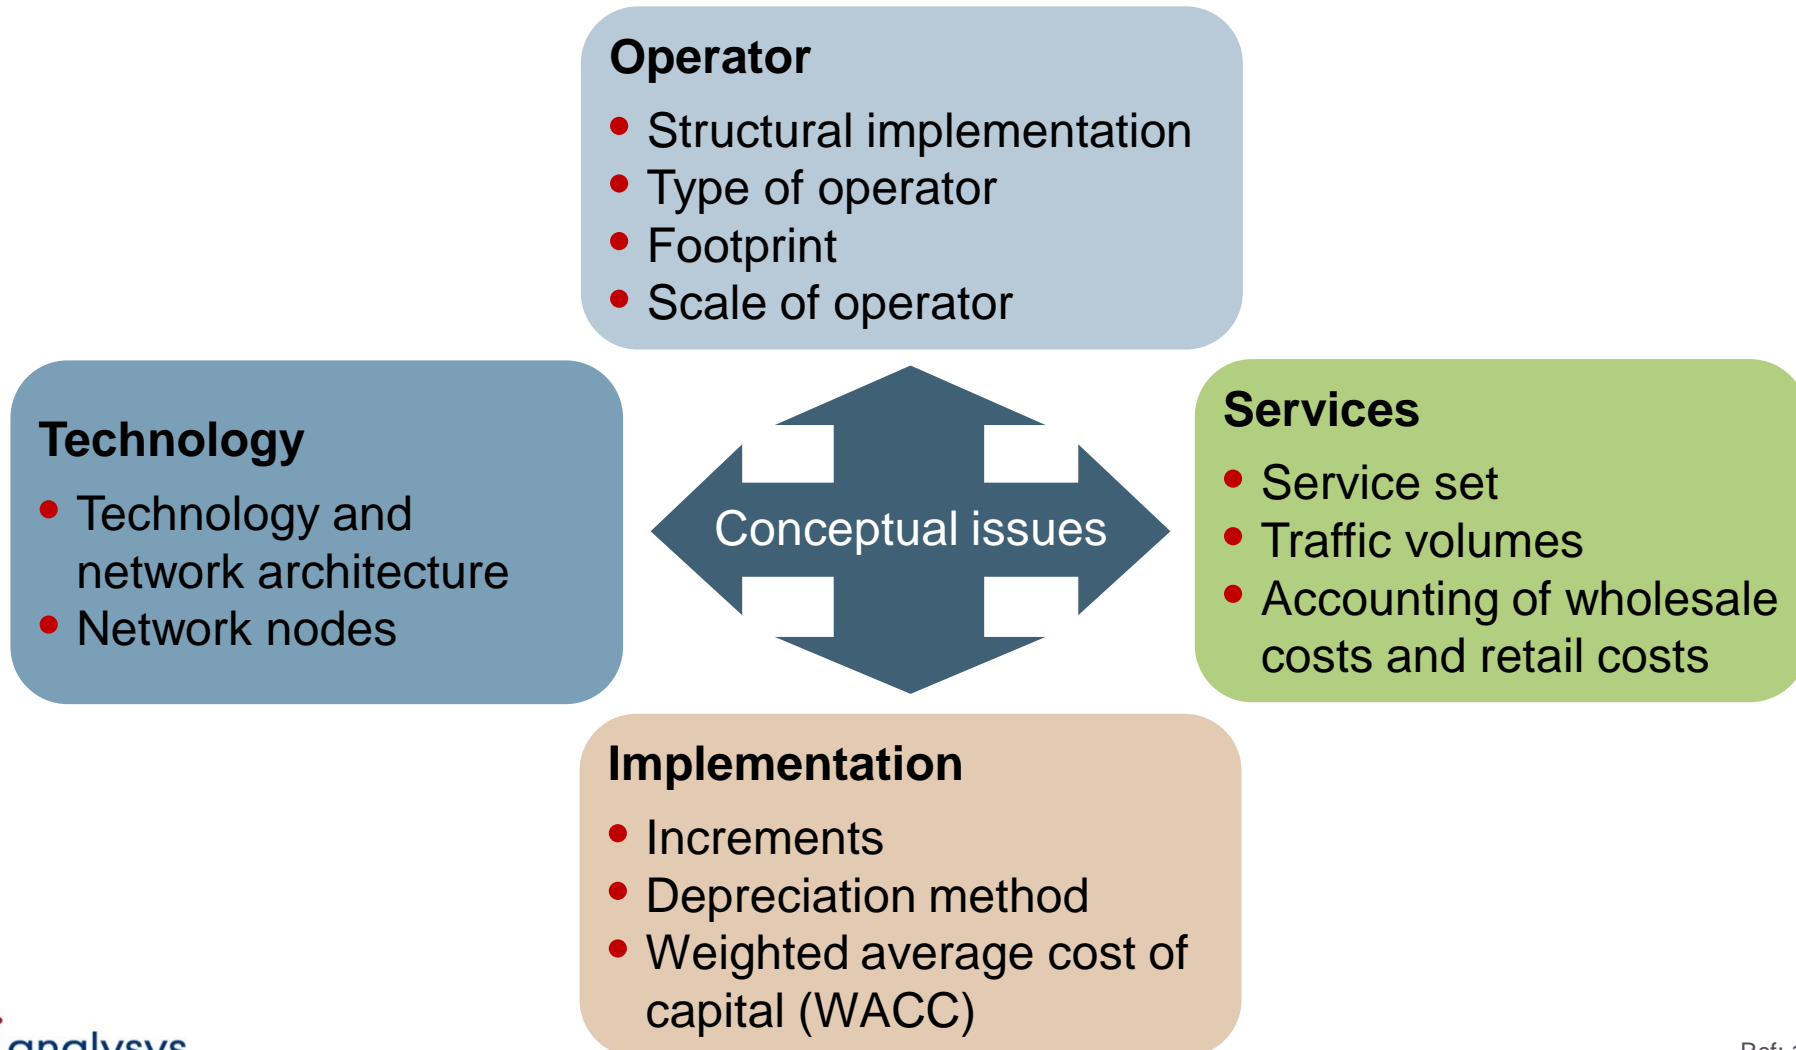 Operator
• Structural implementation
• Type of operator
• Footprint
• Scale of operator
Technology
• Technology and
network architecture
• Network nodes
Conceptual issues
Services
• Service set
• Traffic volumes
• Accounting of wholesale
costs and retail costs
Implementation
• Increments
• Depreciation method
• Weighted average cost of
capital (WACC)
analysys